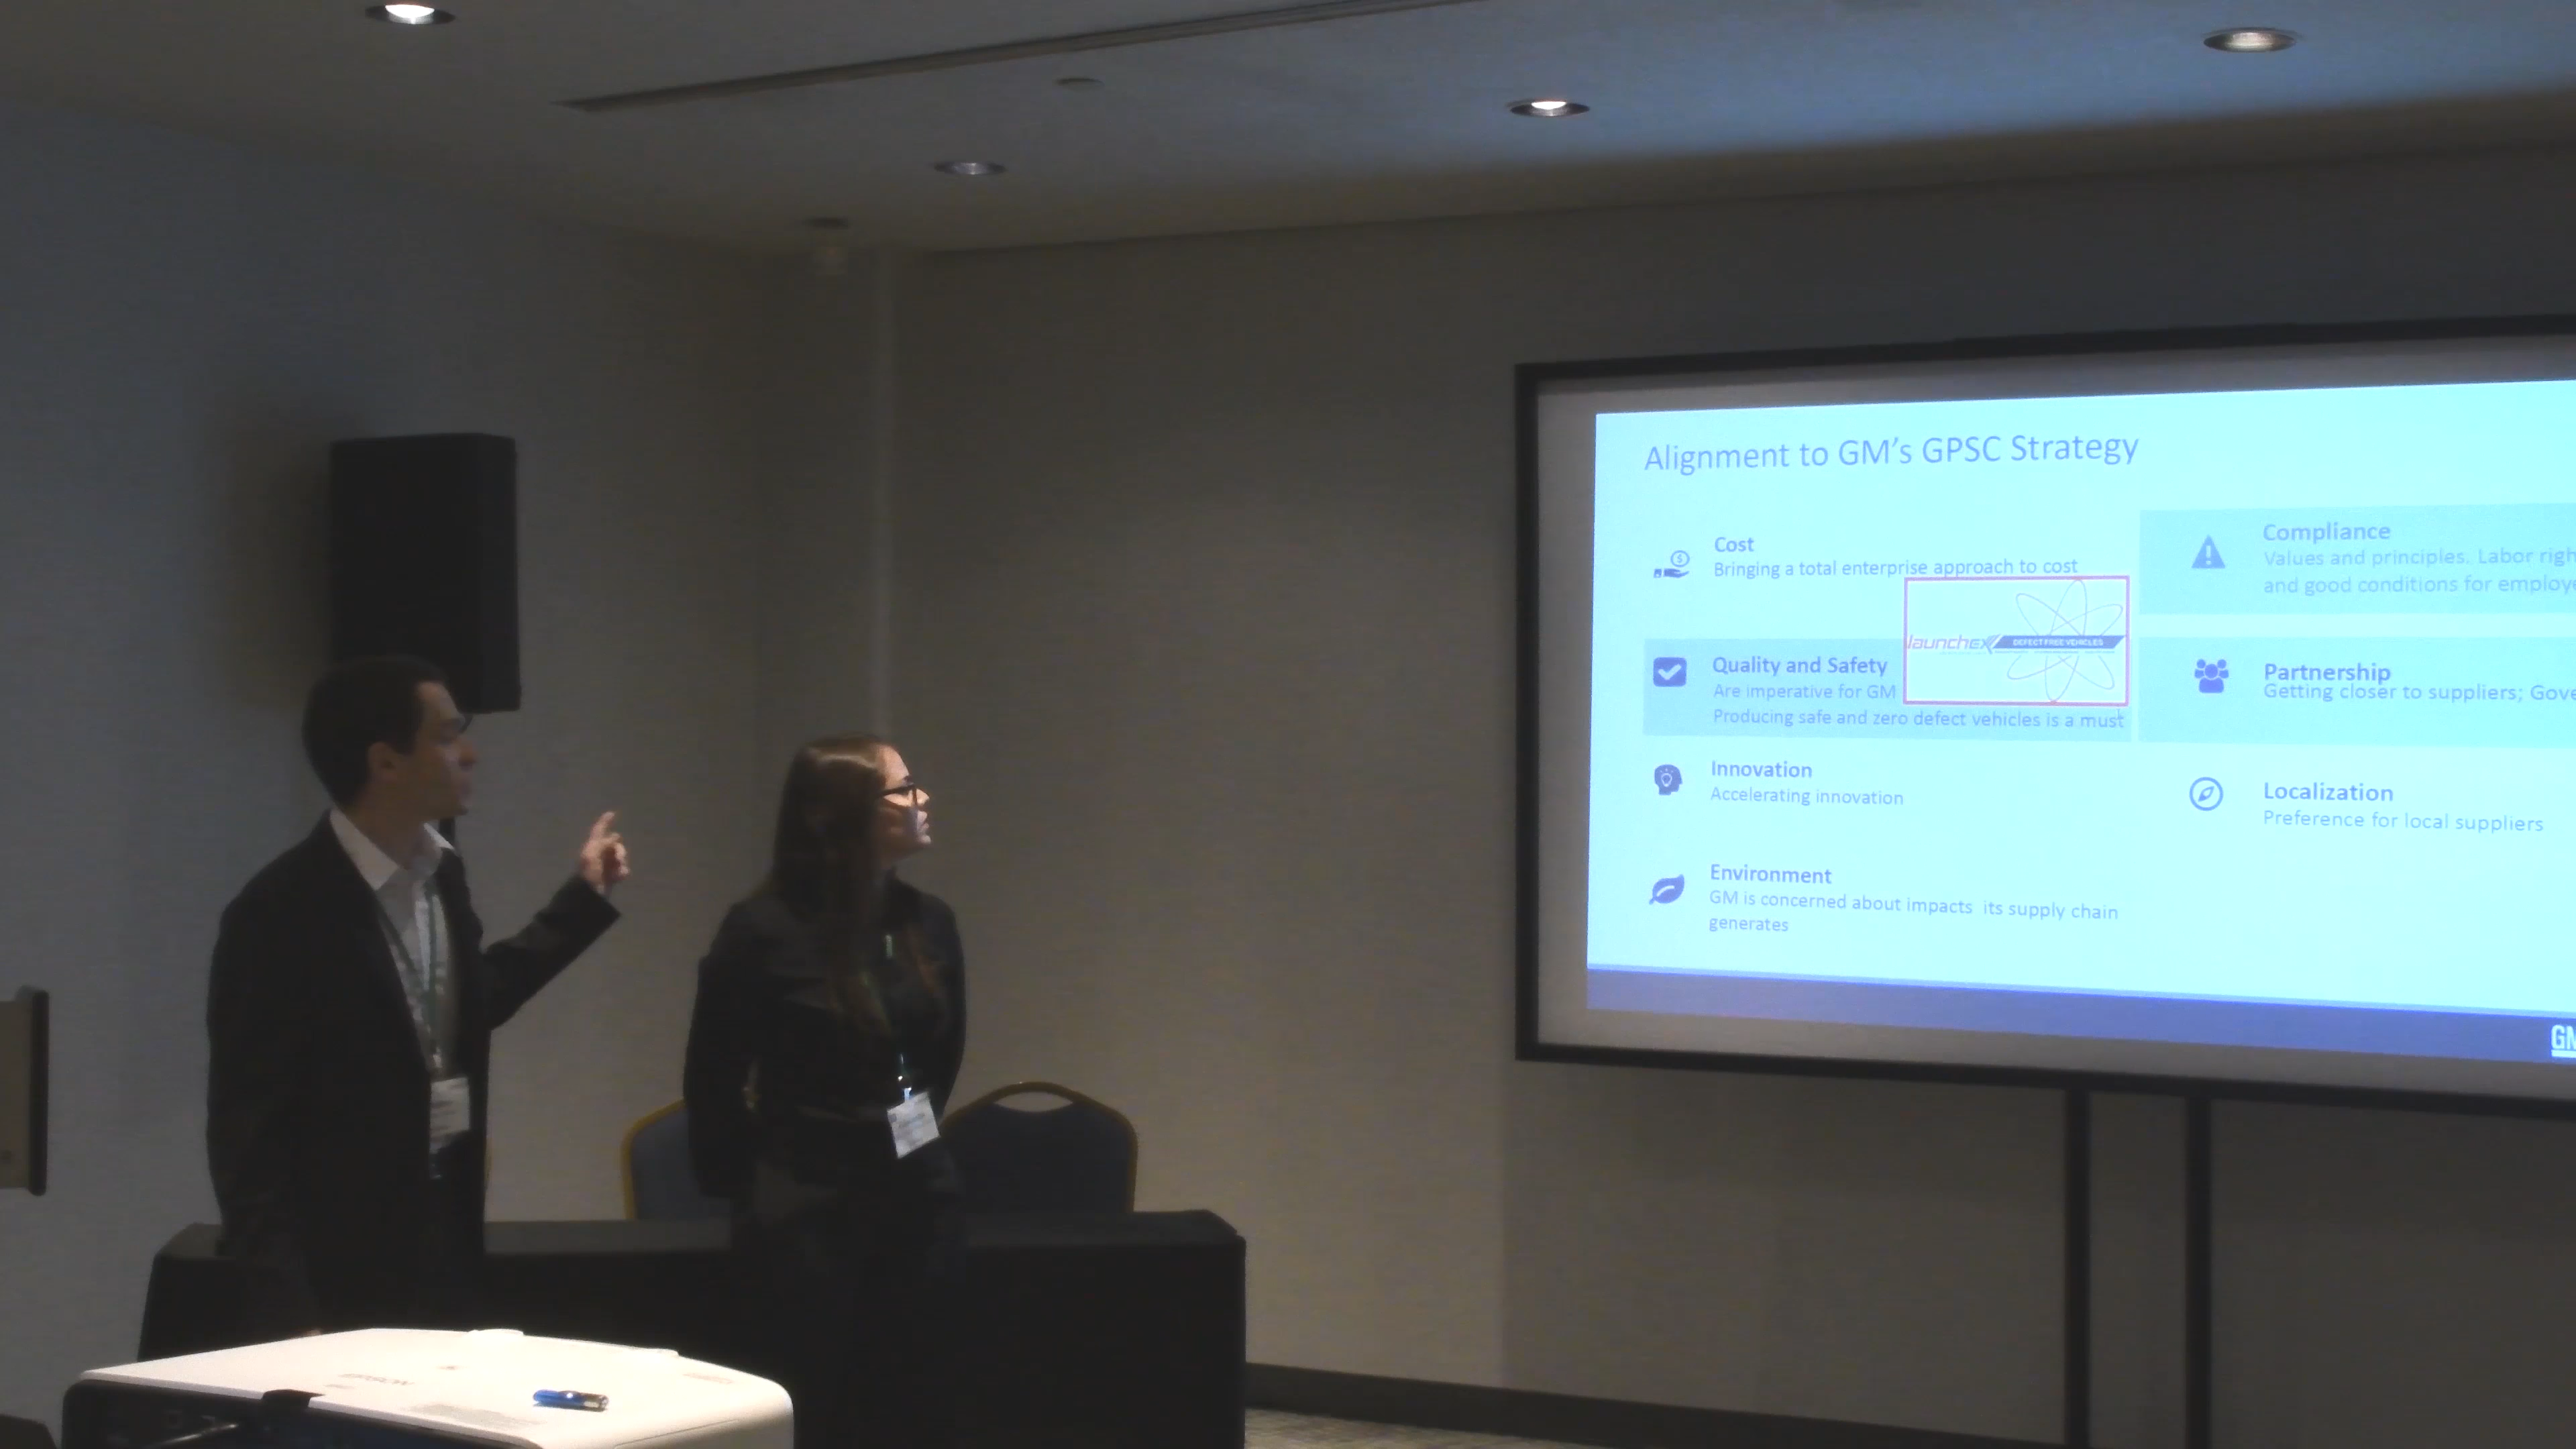 Alignment to GM's GPSC Strategy
Cost
Bringing a total enterprise approach to cost
launchex
DEFECT FREE VEHICLES
Quality and Safety
Are imperative for GM
Producing safe and zero defect vehicles is a must
Innovation
Accelerating innovation
Environment
GM is concerned about impacts its supply chain
generates
Compliance
Values and principles. Labor righ
and good conditions for employe
Partnership
Getting closer to suppliers; Gove
Localization
Preference for local suppliers
GM
EPSON